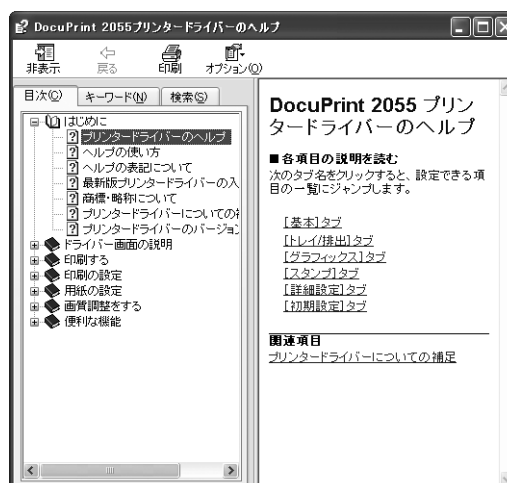 DocuPrint 2055プリンタードライバーのヘルプ
非表示 戻る 印刷 オプション(O)
目次(C) キーワード(N) 検索(S)
はじめに
プリンタードライバーのヘルプ
ヘルプの使い方
ヘルプの表記について
最新版プリンタードライバーの入
商標・略称について
プリンタードライバーについての
プリンタードライバーのバージョン
ドライバー画面の説明
印刷する
印刷の設定
用紙の設定
画質調整をする
便利な機能
DocuPrint 2055 プリン
タードライバーのヘルプ
■各項目の説明を読む
次のタブ名をクリックすると、設定できる項
目の一覧にジャンプします。
[基本]タブ
[トレイ/排出]タブ
[グラフィックス]タブ
[スタンプ]タブ
[詳細設定]タブ
[初期設定]タブ
関連項目
プリンタードライバーについての補足